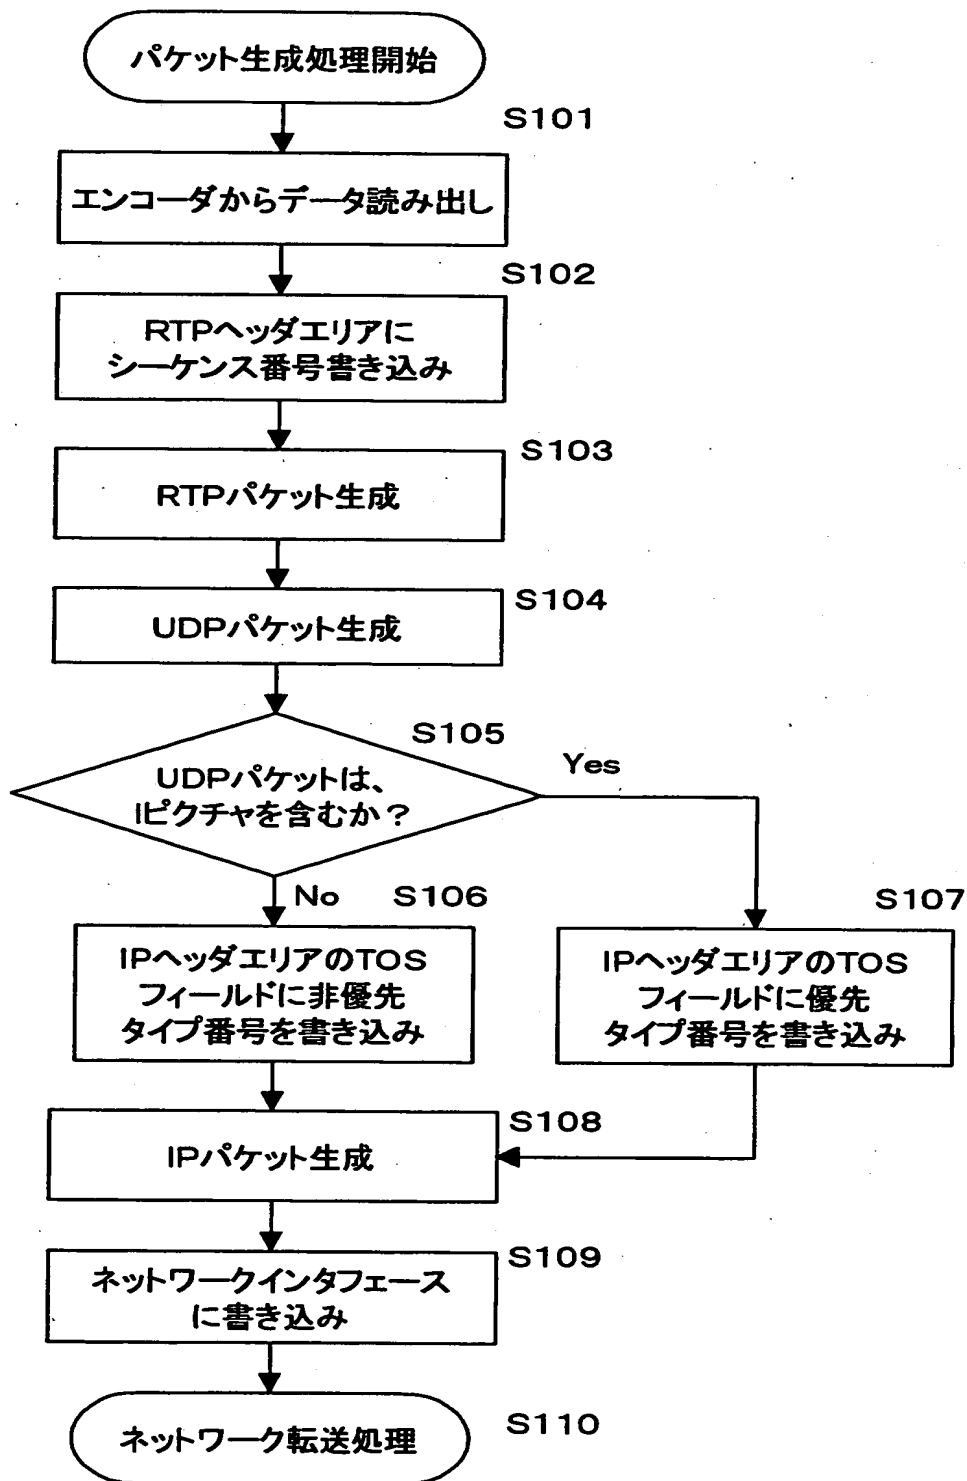 パケット生成処理開始
S101
エンコーダからデータ読み出し
S102
RTPヘッダエリアに
シーケンス番号書き込み
S103
RTPパケット生成
S104
UDPパケット生成
S105
UDPパケットは、
Iピクチャを含むか？
Yes
No
S106
S107
IPヘッダエリアのTOS
フィールドに非優先
タイプ番号を書き込み
IPヘッダエリアのTOS
フィールドに優先
タイプ番号を書き込み
S108
IPパケット生成
S109
ネットワークインタフェース
に書き込み
S110
ネットワーク転送処理